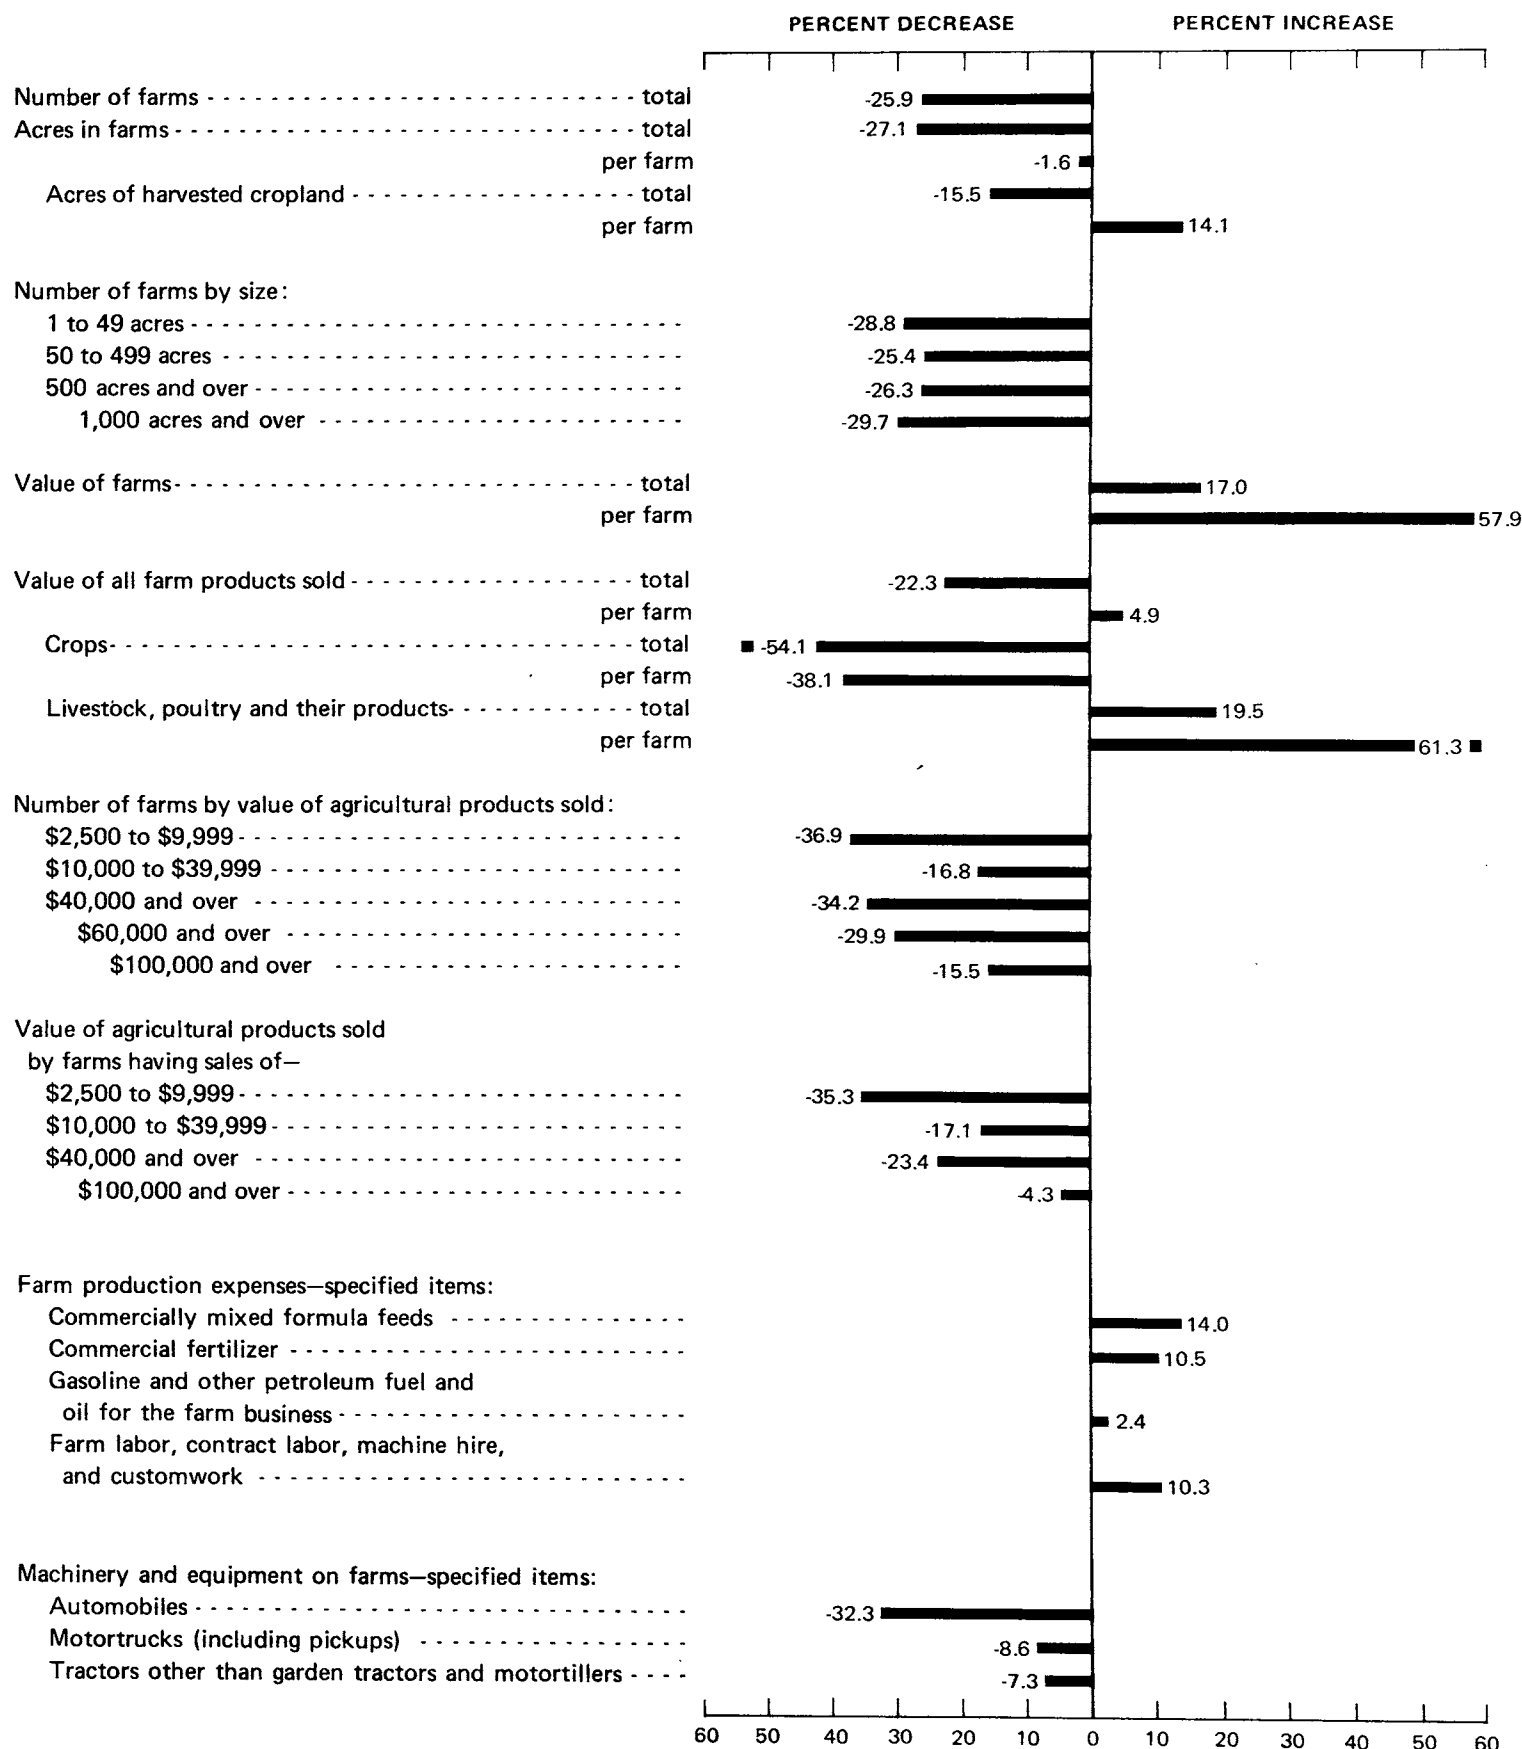 PERCENT DECREASE PERCENT INCREASE
Number of farms total -25.9
Acres in farms total -27.1
per farm -1.6
Acres of harvested cropland total -15.5
per farm 14.1
Number of farms by size:
1 to 49 acres -28.8
50 to 499 acres -25.4
500 acres and over -26.3
1,000 acres and over -29.7
Value of farms total 17.0
per farm 57.9
Value of all farm products sold total -22.3
per farm 4.9
Crops total -54.1
per farm -38.1
Livestock, poultry and their products total 19.5
per farm 61.3
Number of farms by value of agricultural products sold:
$2,500 to $9,999 -36.9
$10,000 to $39,999 -16.8
$40,000 and over -34.2
$60,000 and over -29.9
$100,000 and over -15.5
Value of agricultural products sold
by farms having sales of—
$2,500 to $9,999 -35.3
$10,000 to $39,999 -17.1
$40,000 and over -23.4
$100,000 and over -4.3
Farm production expenses—specified items:
Commercially mixed formula feeds 14.0
Commercial fertilizer 10.5
Gasoline and other petroleum fuel and
oil for the farm business 2.4
Farm labor, contract labor, machine hire,
and customwork 10.3
Machinery and equipment on farms—specified items:
Automobiles -32.3
Motortrucks (including pickups) -8.6
Tractors other than garden tractors and motortillers -7.3
60 50 40 30 20 10 0 10 20 30 40 50 60